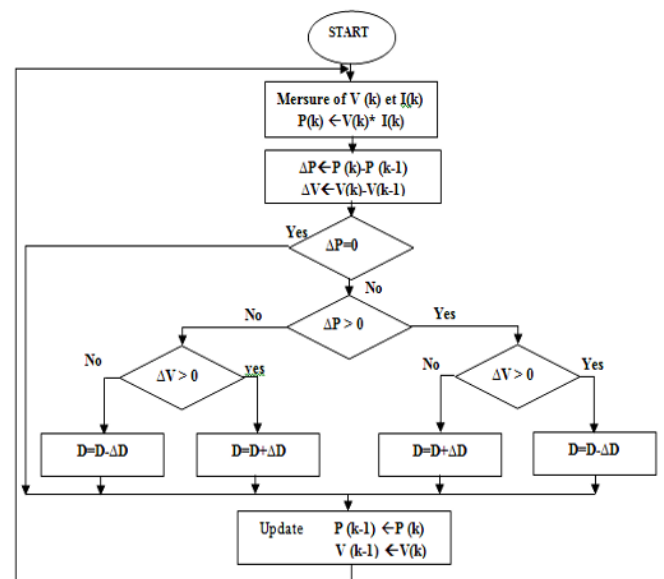 START
Mersure of V (k) et I(k)
P(k) ←V(k)* I(k)
ΔP←P (k)-P (k-1)
ΔV←V(k)-V(k-1)
Yes
ΔP=0
No
No
ΔP > 0
Yes
No
ΔV > 0
yes
No
ΔV > 0
Yes
D=D-ΔD
D=D+ΔD
D=D+ΔD
D=D-ΔD
Update P (k-1) ←P (k)
V (k-1) ←V(k)